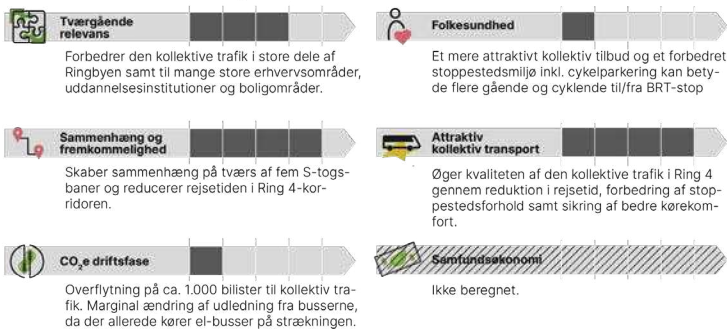 Tværgående
relevans
Forbedrer den kollektive trafik i store dele af
Ringbyen samt til mange store erhvervsområder,
uddannelsesinstitutioner og boligområder.
Folkesundhed
Et mere attraktivt kollektiv tilbud og et forbedret
stoppestedsmiljø inkl. cykelparkering kan bety-
de flere gående og cyklende til/fra BRT-stop
Sammenhæng og
fremkommelighed
Skaber sammenhæng på tværs af fem S-togs-
baner og reducerer rejsetiden i Ring 4-kor-
ridoren.
Attraktiv
kollektiv transport
Øger kvaliteten af den kollektive trafik i Ring 4
gennem reduktion i rejsetid, forbedring af stop-
pestedsforhold samt sikring af bedre kørekom-
fort.
CO₂e driftsfase
Overflytning på ca. 1.000 bilister til kollektiv tra-
fik. Marginal ændring af udledning fra busserne,
da der allerede kører el-busser på strækningen.
Samfundsøkonomi
Ikke beregnet.